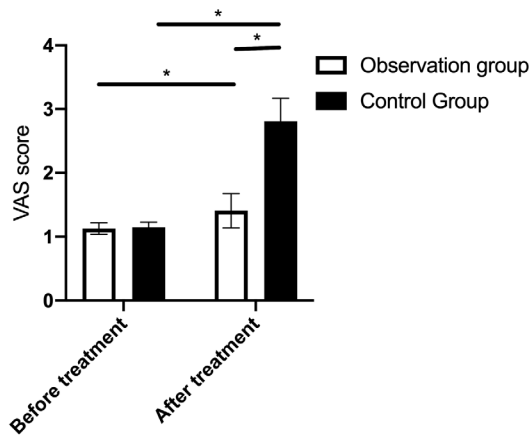 *
*
*
4
3
2
1
0
VAS score
Before treatment
After treatment
Observation group
Control Group